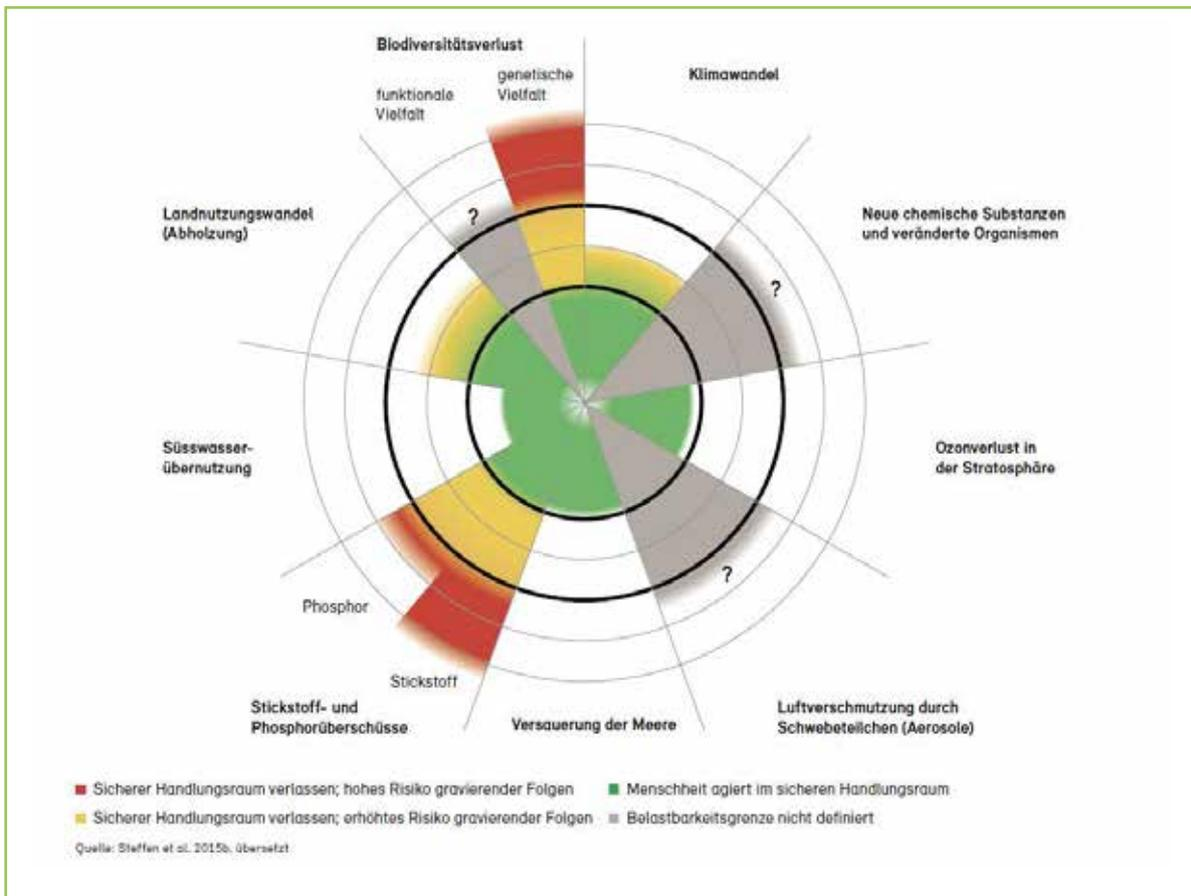 Biodiversitätsverlust
genetische
Vielfalt
funktionale
Vielfalt
Klimawandel
Landnutzungswandel
(Abholzung)
?
Neue chemische Substanzen
und veränderte Organismen
?
Süsswasser-
übernutzung
Ozonverlust in
der Stratosphäre
?
Phosphor
Stickstoff
Stickstoff- und
Phosphorüberschüsse
Versauerung der Meere
Luftverschmutzung durch
Schwebeteilchen (Aerosole)
Sicherer Handlungsraum verlassen; hohes Risiko gravierender Folgen
Menschheit agiert im sicheren Handlungsraum
Sicherer Handlungsraum verlassen; erhöhtes Risiko gravierender Folgen
Belastbarkeitsgrenze nicht definiert
Quelle: Steffen et al. 2015b, übersetzt